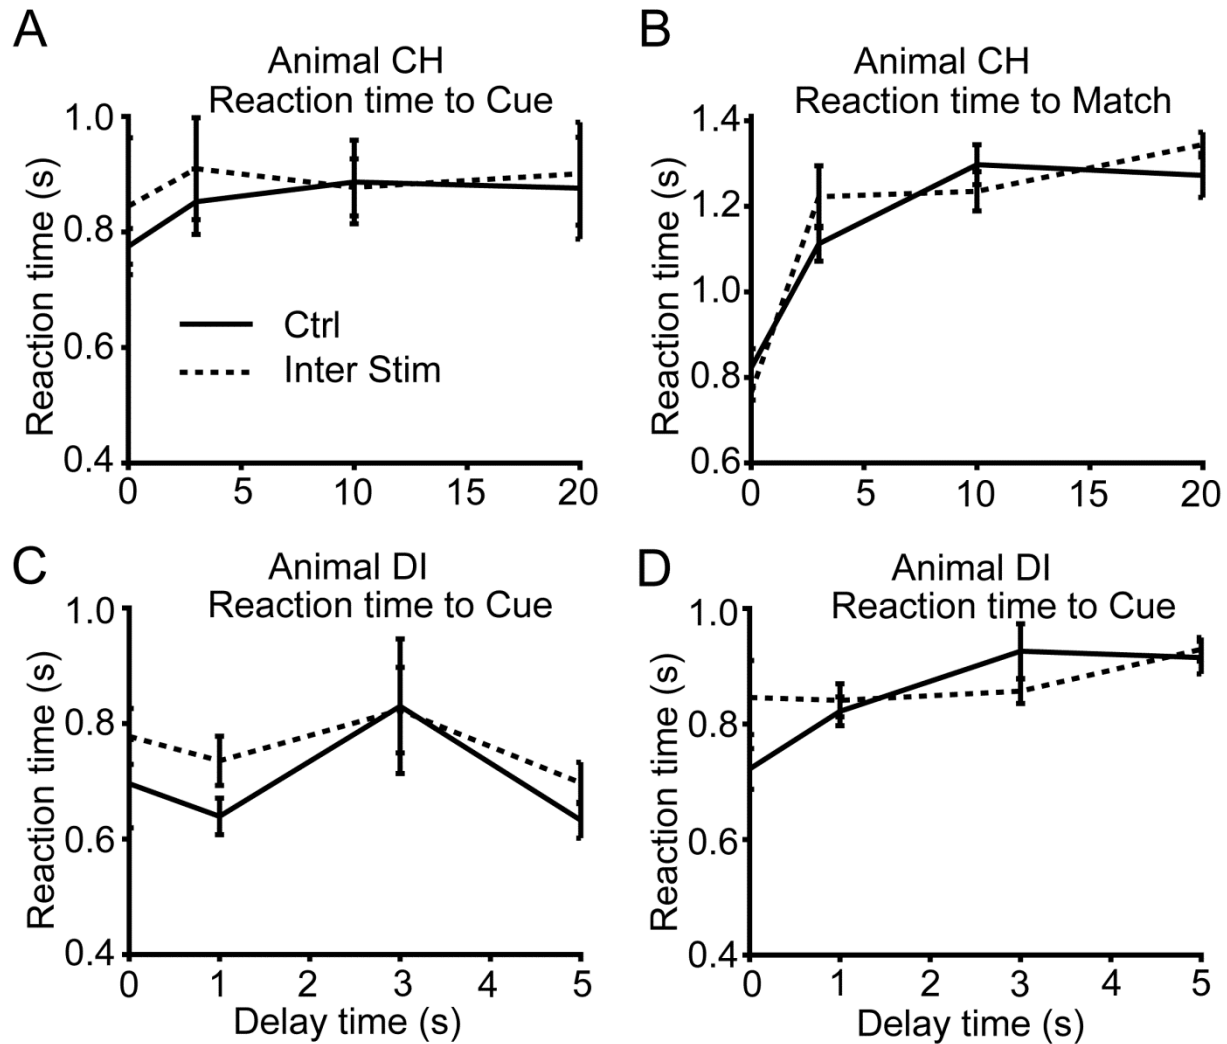 A
Animal CH
Reaction time to Cue
Reaction time (s)
1.0
0.8
0.6
0.4
Ctrl
Inter Stim
0 5 10 15 20
B
Animal CH
Reaction time to Match
Reaction time (s)
1.4
1.2
1.0
0.8
0.6
0 5 10 15 20
C
Animal DI
Reaction time to Cue
Reaction time (s)
1.0
0.8
0.6
0.4
0 1 2 3 4 5
Delay time (s)
D
Animal DI
Reaction time to Cue
Reaction time (s)
1.0
0.8
0.6
0.4
0 1 2 3 4 5
Delay time (s)